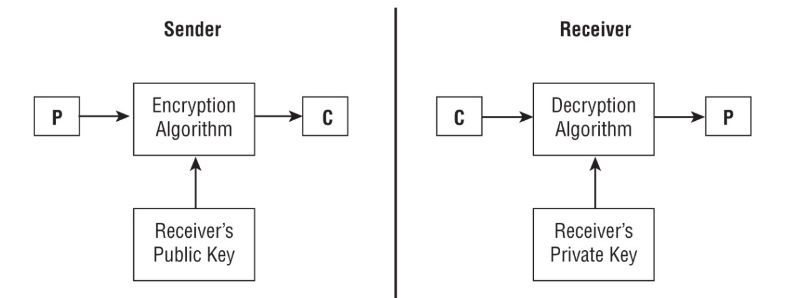 Sender
P
Encryption
Algorithm
C
Receiver's
Public Key
Receiver
C
Decryption
Algorithm
P
Receiver's
Private Key